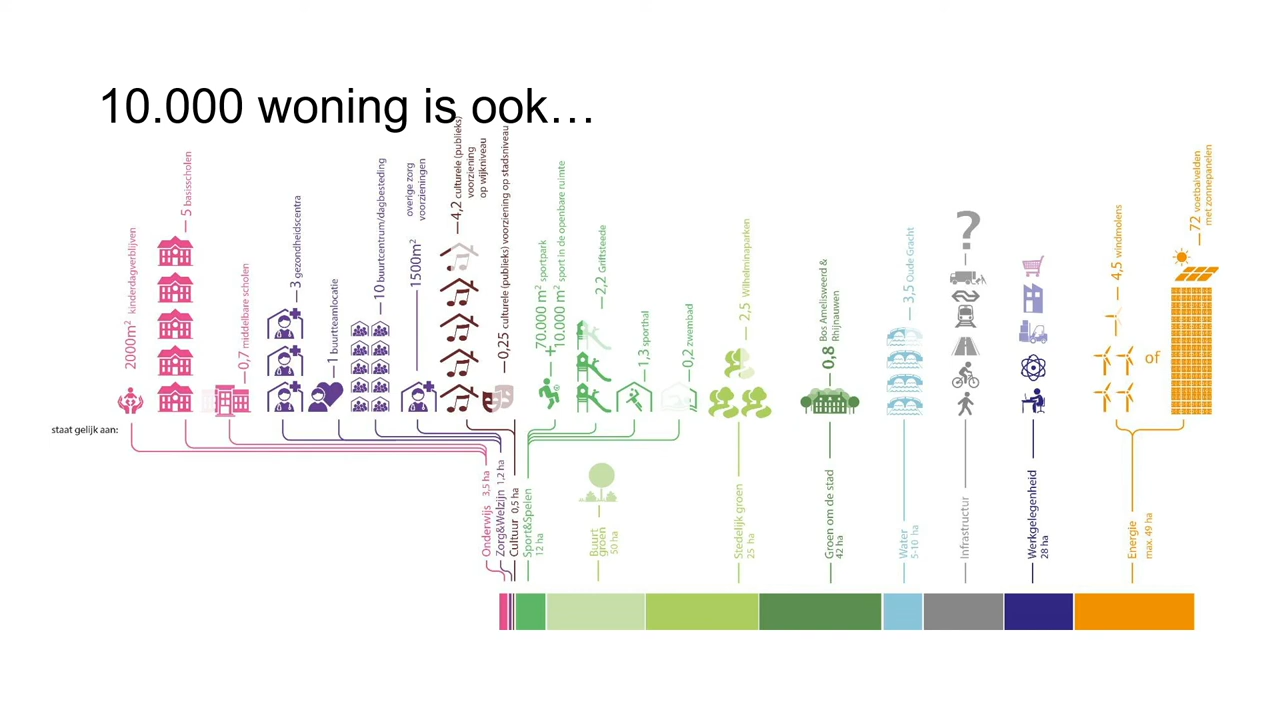 10.000 woning is ook…
2000m² kinderdagverblijven
5 basisscholen
0,7 middelbare scholen
3 gezondheidscentra
1 buurtteamlocatie
10 buurtcentrum/dagbesteding
1500m² overige zorg
voorzieningen
4,2 culturele (publieks)
voorziening
op wijkniveau
0,25 culturele (publieks) voorziening op stadsniveau
70.000 m² sportpark
+
10.000 m² sport in de openbare ruimte
2,2 Griftsteede
1,3 sporthal
0,2 zwembad
2,5 Wilhelminaparken
0,8 Bos Amelisweerd &
Rhijnauwen
3,5 Oude Gracht
?
4,5 windmolens
of
72 voetbalvelden
met zonnepanelen
staat gelijk aan:
Onderwijs 3,5 ha
Zorg&Welzijn 1,2 ha
Cultuur 0,5 ha
Sport&Spelen
12 ha
Buurt
groen
50 ha
Stedelijk groen
25 ha
Groen om de stad
42 ha
Water
5-10 ha
Infrastructur
Werkgelegenheid
28 ha
Energie
max. 49 ha